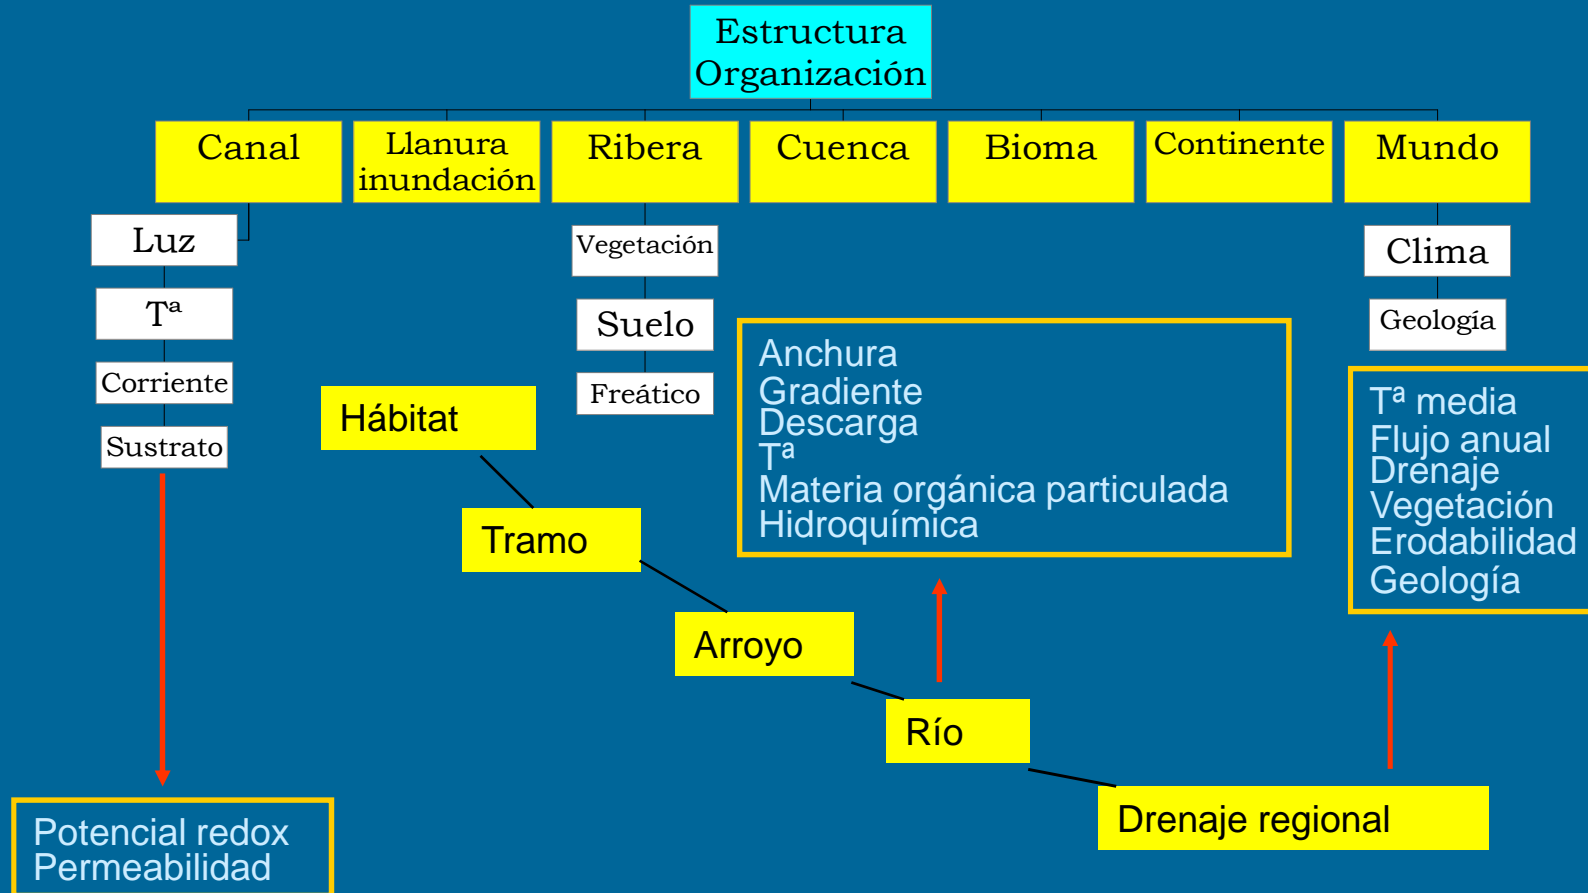 Estructura
Organización
Canal
Llanura
inundación
Ribera
Cuenca
Bioma
Continente
Mundo
Luz
Tª
Corriente
Sustrato
Vegetación
Suelo
Freático
Clima
Geología
Hábitat
Tramo
Arroyo
Río
Drenaje regional
Anchura
Gradiente
Descarga
Tª
Materia orgánica particulada
Hidroquímica
Tª media
Flujo anual
Drenaje
Vegetación
Erodabilidad
Geología
Potencial redox
Permeabilidad